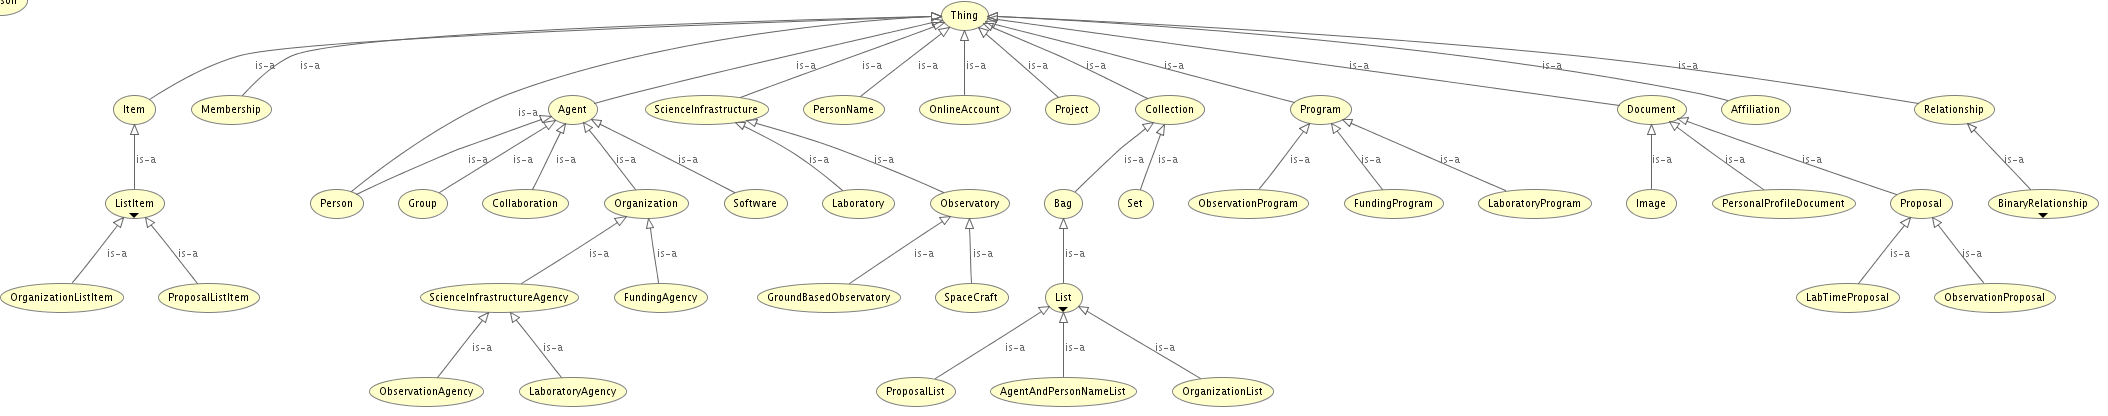 son
Thing
is-a is-a is-a is-a is-a is-a is-a is-a is-a is-a is-a
Item Membership Agent ScienceInfrastructure PersonName OnlineAccount Project Collection Program Document Affiliation Relationship
is-a
is-a is-a is-a is-a is-a is-a is-a is-a is-a is-a is-a is-a is-a is-a is-a is-a is-a
ListItem Person Group Collaboration Organization Software Laboratory Observatory Bag Set ObservationProgram FundingProgram LaboratoryProgram Image PersonalProfileDocument Proposal BinaryRelationship
is-a is-a is-a is-a is-a is-a is-a is-a is-a
OrganizationListItem ProposalListItem ScienceInfrastructureAgency FundingAgency GroundBasedObservatory SpaceCraft List LabTimeProposal ObservationProposal
is-a is-a is-a is-a is-a
ObservationAgency LaboratoryAgency ProposalList AgentAndPersonNameList OrganizationList